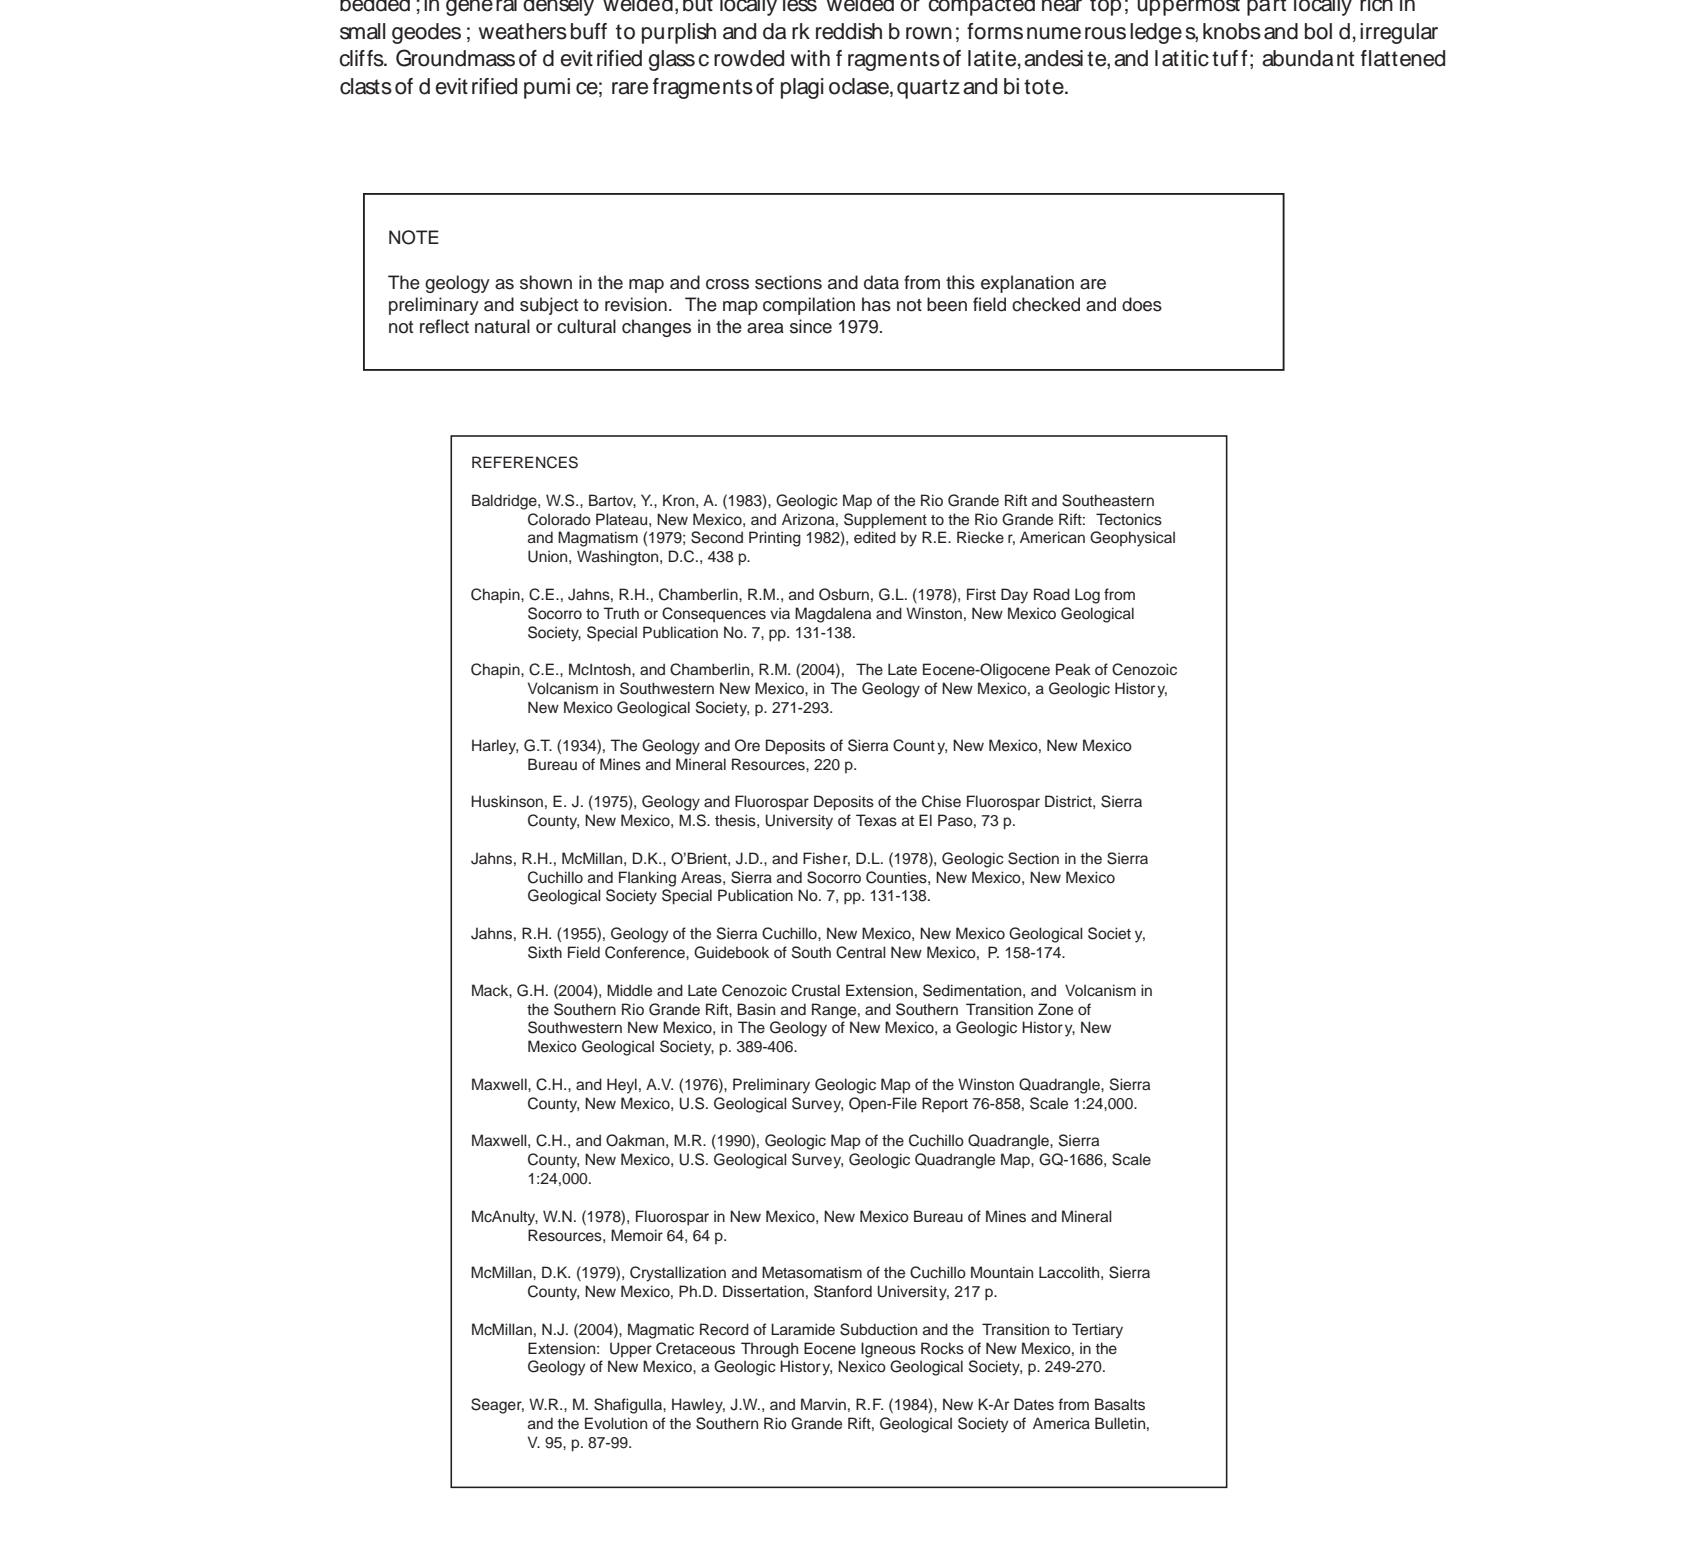 bedded; in general densely welded, but locally less welded or compacted near top; uppermost part locally rich in
small geodes; weathers buff to purplish and dark reddish brown; forms numerous ledges, knobs and bold, irregular
cliffs. Groundmass of devitrified glass crowded with fragments of latite, andesite, and latitic tuff; abundant flattened
clasts of devitrified pumice; rare fragments of plagioclase, quartz and bitote.
NOTE
The geology as shown in the map and cross sections and data from this explanation are
preliminary and subject to revision. The map compilation has not been field checked and does
not reflect natural or cultural changes in the area since 1979.
REFERENCES
Baldridge, W.S., Bartov, Y., Kron, A. (1983), Geologic Map of the Rio Grande Rift and Southeastern
Colorado Plateau, New Mexico, and Arizona, Supplement to the Rio Grande Rift: Tectonics
and Magmatism (1979; Second Printing 1982), edited by R.E. Riecker, American Geophysical
Union, Washington, D.C., 438 p.
Chapin, C.E., Jahns, R.H., Chamberlin, R.M., and Osburn, G.L. (1978), First Day Road Log from
Socorro to Truth or Consequences via Magdalena and Winston, New Mexico Geological
Society, Special Publication No. 7, pp. 131-138.
Chapin, C.E., McIntosh, and Chamberlin, R.M. (2004), The Late Eocene-Oligocene Peak of Cenozoic
Volcanism in Southwestern New Mexico, in The Geology of New Mexico, a Geologic History,
New Mexico Geological Society, p. 271-293.
Harley, G.T. (1934), The Geology and Ore Deposits of Sierra County, New Mexico, New Mexico
Bureau of Mines and Mineral Resources, 220 p.
Huskinson, E. J. (1975), Geology and Fluorospar Deposits of the Chise Fluorospar District, Sierra
County, New Mexico, M.S. thesis, University of Texas at El Paso, 73 p.
Jahns, R.H., McMillan, D.K., O’Brient, J.D., and Fisher, D.L. (1978), Geologic Section in the Sierra
Cuchillo and Flanking Areas, Sierra and Socorro Counties, New Mexico, New Mexico
Geological Society Special Publication No. 7, pp. 131-138.
Jahns, R.H. (1955), Geology of the Sierra Cuchillo, New Mexico, New Mexico Geological Society,
Sixth Field Conference, Guidebook of South Central New Mexico, P. 158-174.
Mack, G.H. (2004), Middle and Late Cenozoic Crustal Extension, Sedimentation, and Volcanism in
the Southern Rio Grande Rift, Basin and Range, and Southern Transition Zone of
Southwestern New Mexico, in The Geology of New Mexico, a Geologic History, New
Mexico Geological Society, p. 389-406.
Maxwell, C.H., and Heyl, A.V. (1976), Preliminary Geologic Map of the Winston Quadrangle, Sierra
County, New Mexico, U.S. Geological Survey, Open-File Report 76-858, Scale 1:24,000.
Maxwell, C.H., and Oakman, M.R. (1990), Geologic Map of the Cuchillo Quadrangle, Sierra
County, New Mexico, U.S. Geological Survey, Geologic Quadrangle Map, GQ-1686, Scale
1:24,000.
McAnulty, W.N. (1978), Fluorospar in New Mexico, New Mexico Bureau of Mines and Mineral
Resources, Memoir 64, 64 p.
McMillan, D.K. (1979), Crystallization and Metasomatism of the Cuchillo Mountain Laccolith, Sierra
County, New Mexico, Ph.D. Dissertation, Stanford University, 217 p.
McMillan, N.J. (2004), Magmatic Record of Laramide Subduction and the Transition to Tertiary
Extension: Upper Cretaceous Through Eocene Igneous Rocks of New Mexico, in the
Geology of New Mexico, a Geologic History, Nexico Geological Society, p. 249-270.
Seager, W.R., M. Shafigulla, Hawley, J.W., and Marvin, R.F. (1984), New K-Ar Dates from Basalts
and the Evolution of the Southern Rio Grande Rift, Geological Society of America Bulletin,
V. 95, p. 87-99.